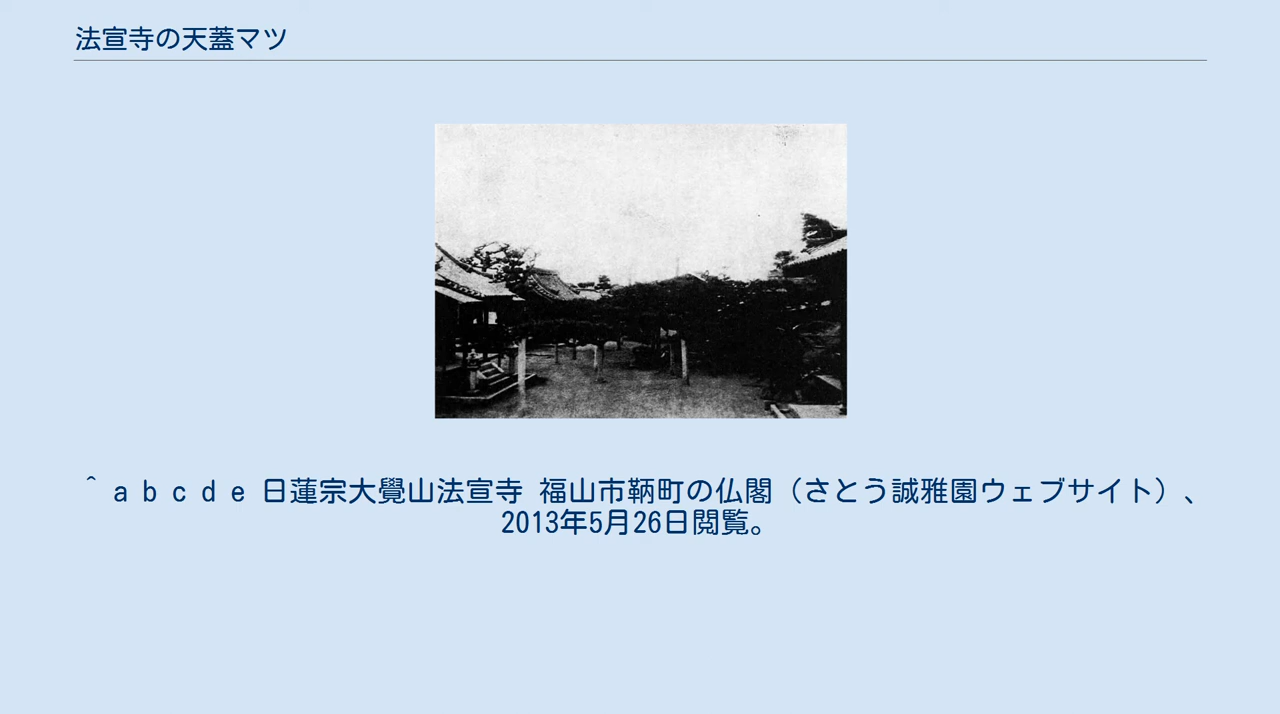 法宣寺の天蓋マツ
^ a b c d e 日蓮宗大覺山法宣寺 福山市鞆町の仏閣（さとう誠雅園ウェブサイト）、
2013年5月26日閲覧。